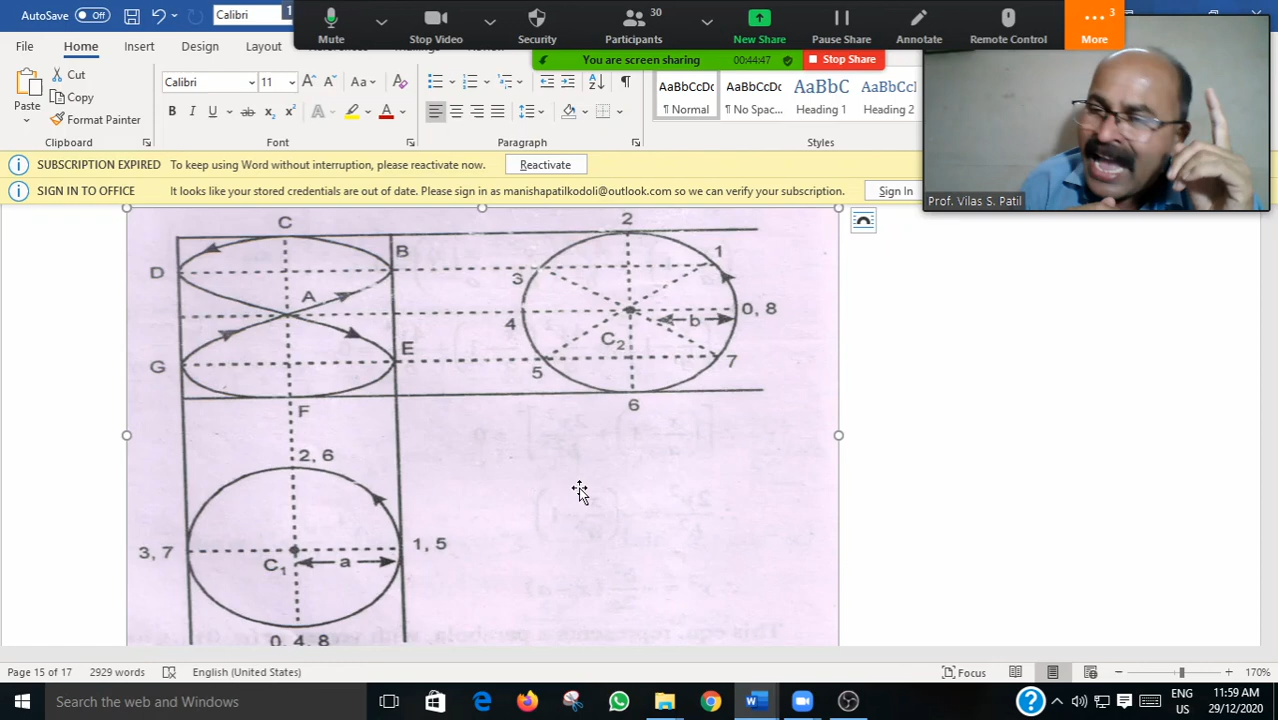 AutoSave Off
Calibri
1
Mute
Stop Video
Security
30
Participants
New Share
Pause Share
Annotate
Remote Control
3
More
You are screen sharing
00:44:47
Stop Share
File
Home
Insert
Design
Layout
Paste
Cut
Copy
Format Painter
Clipboard
Calibri
11
Font
Paragraph
AaBbCcDc
Normal
AaBbCcDc
No Spac...
AaBbC
Heading 1
AaBbCcl
Heading 2
SUBSCRIPTION EXPIRED To keep using Word without interruption, please reactivate now.
Reactivate
SIGN IN TO OFFICE It looks like your stored credentials are out of date. Please sign in as manishapatilkodoli@outlook.com so we can verify your subscription.
Sign In
Prof. Vilas S. Patil
C
2
B
1
D
3
A
0, 8
4
b
C₂
E
G
7
5
F
6
2, 6
3, 7
1, 5
C₁
a
0, 4, 8
Page 15 of 17
2929 words
English (United States)
Focus
170%
Search the web and Windows
ENG
IN
11:59 AM
29/12/2020